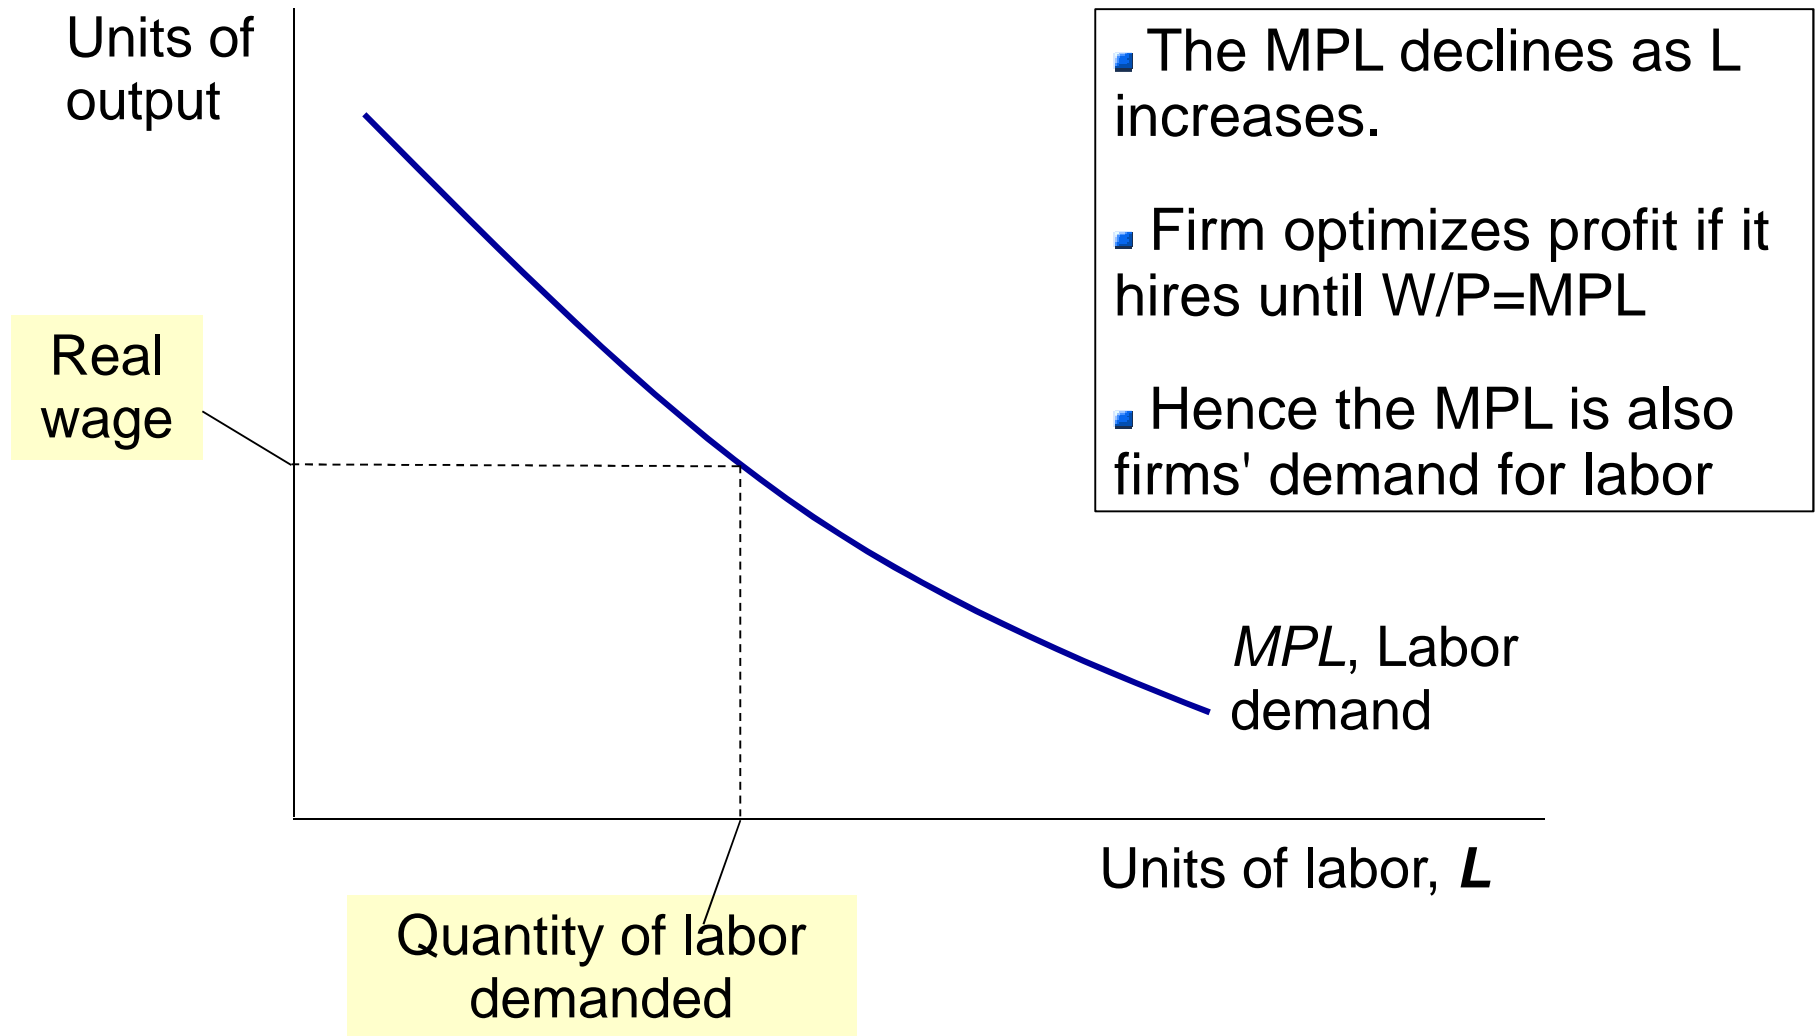 Units of
output
The MPL declines as L
increases.
Firm optimizes profit if it
hires until W/P=MPL
Hence the MPL is also
firms' demand for labor
Real
wage
MPL, Labor
demand
Units of labor, L
Quantity of labor
demanded